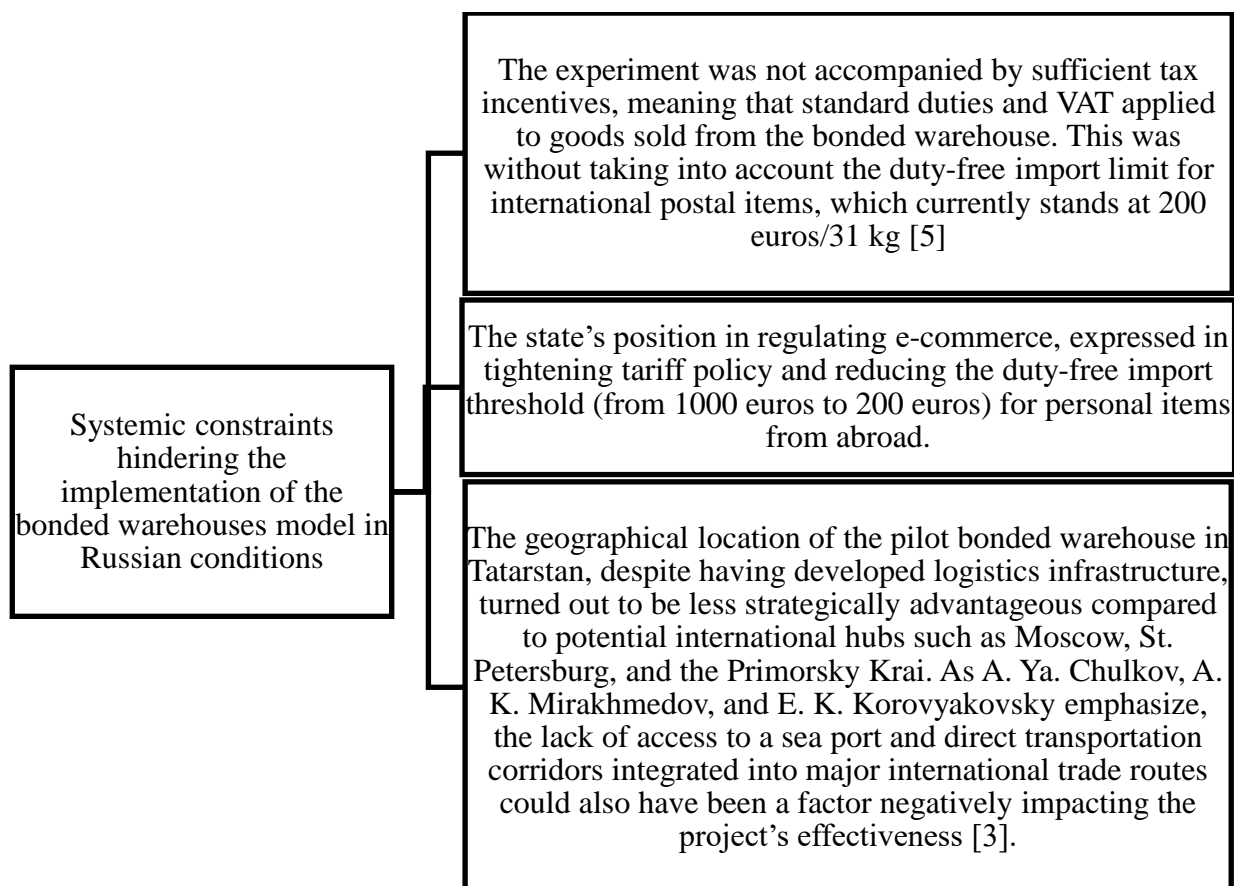 Systemic constraints
hindering the
implementation of the
bonded warehouses model in
Russian conditions
The experiment was not accompanied by sufficient tax
incentives, meaning that standard duties and VAT applied
to goods sold from the bonded warehouse. This was
without taking into account the duty-free import limit for
international postal items, which currently stands at 200
euros/31 kg [5]
The state’s position in regulating e-commerce, expressed in
tightening tariff policy and reducing the duty-free import
threshold (from 1000 euros to 200 euros) for personal items
from abroad.
The geographical location of the pilot bonded warehouse in
Tatarstan, despite having developed logistics infrastructure,
turned out to be less strategically advantageous compared
to potential international hubs such as Moscow, St.
Petersburg, and the Primorsky Krai. As A. Ya. Chulkov, A.
K. Mirakhmedov, and E. K. Korovyakovsky emphasize,
the lack of access to a sea port and direct transportation
corridors integrated into major international trade routes
could also have been a factor negatively impacting the
project’s effectiveness [3].